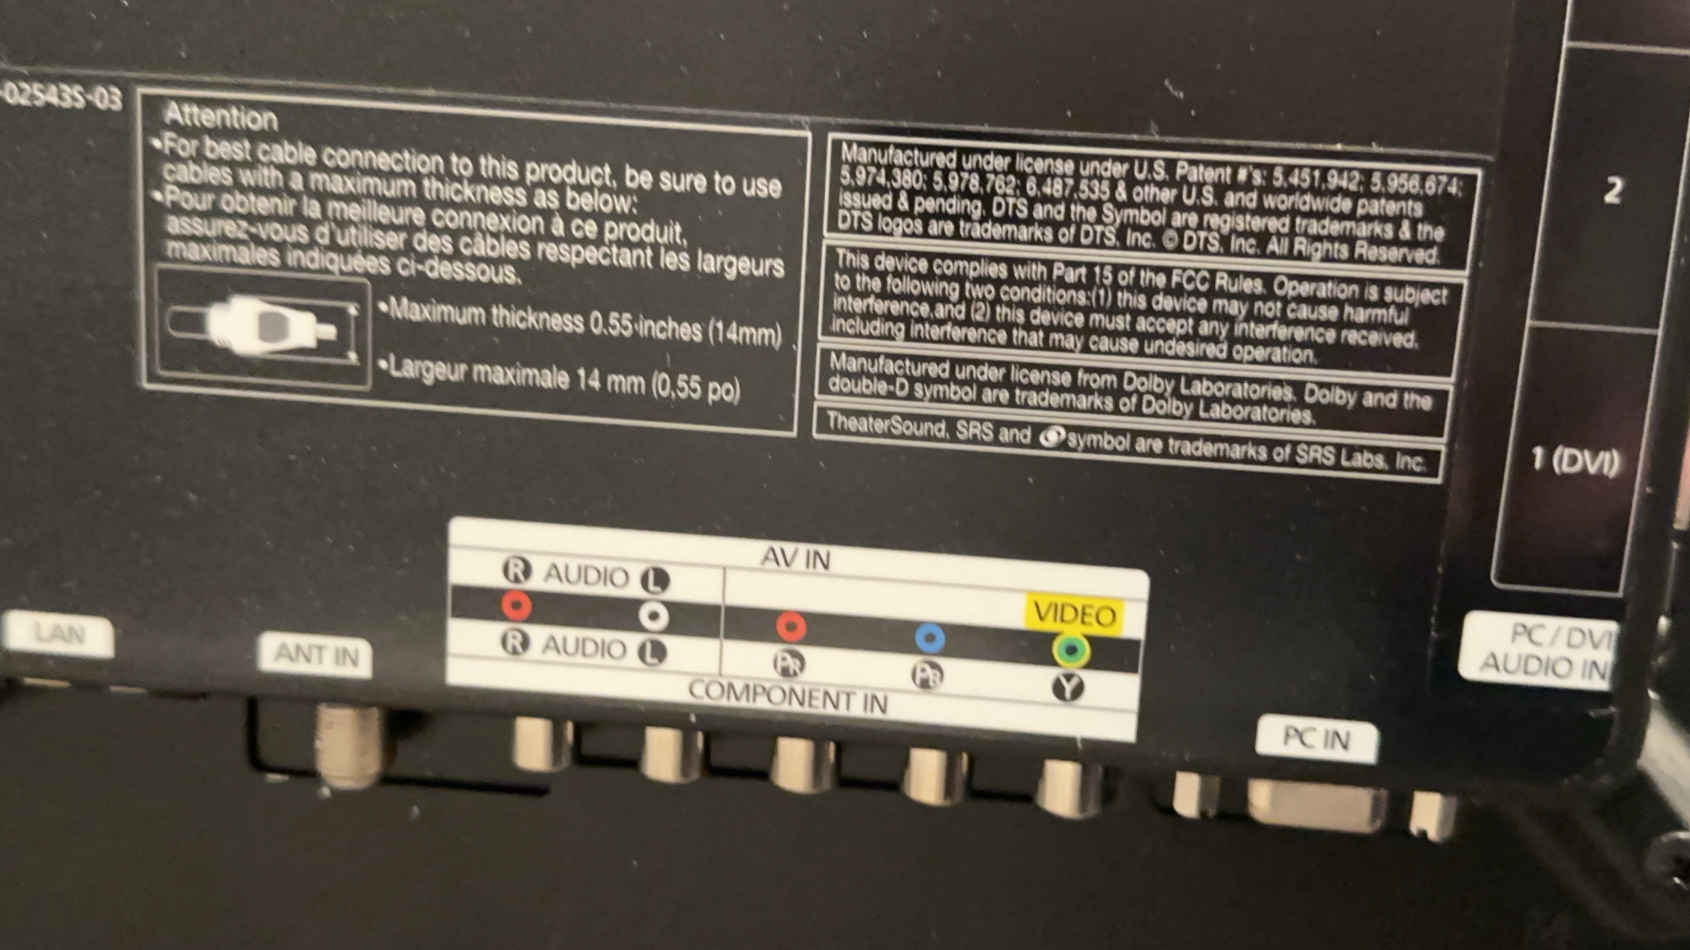 -02543S-03
Attention
•For best cable connection to this product, be sure to use
cables with a maximum thickness as below:
•Pour obtenir la meilleure connexion à ce produit,
assurez-vous d'utiliser des câbles respectant les largeurs
maximales indiquées ci-dessous.
•Maximum thickness 0.55 inches (14mm)
•Largeur maximale 14 mm (0,55 po)
Manufactured under license under U.S. Patent #'s: 5,451,942; 5,956,674;
5,974,380; 5,978,762; 6,487,535 & other U.S. and worldwide patents
issued & pending. DTS and the Symbol are registered trademarks & the
DTS logos are trademarks of DTS, Inc. © DTS, Inc. All Rights Reserved.
This device complies with Part 15 of the FCC Rules. Operation is subject
to the following two conditions:(1) this device may not cause harmful
interference,and (2) this device must accept any interference received,
including interference that may cause undesired operation.
Manufactured under license from Dolby Laboratories. Dolby and the
double-D symbol are trademarks of Dolby Laboratories.
TheaterSound, SRS and symbol are trademarks of SRS Labs, Inc.
2
1 (DVI)
AV IN
R AUDIO L
VIDEO
R AUDIO L
PR
PB
Y
COMPONENT IN
LAN
ANT IN
PC IN
PC / DVI
AUDIO IN